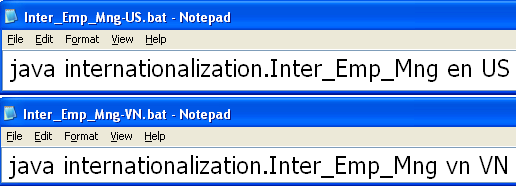 Inter_Emp_Mng-US.bat - Notepad
File Edit Format View Help
java internationalization.Inter_Emp_Mng en US
Inter_Emp_Mng-VN.bat - Notepad
File Edit Format View Help
java internationalization.Inter_Emp_Mng vn VN